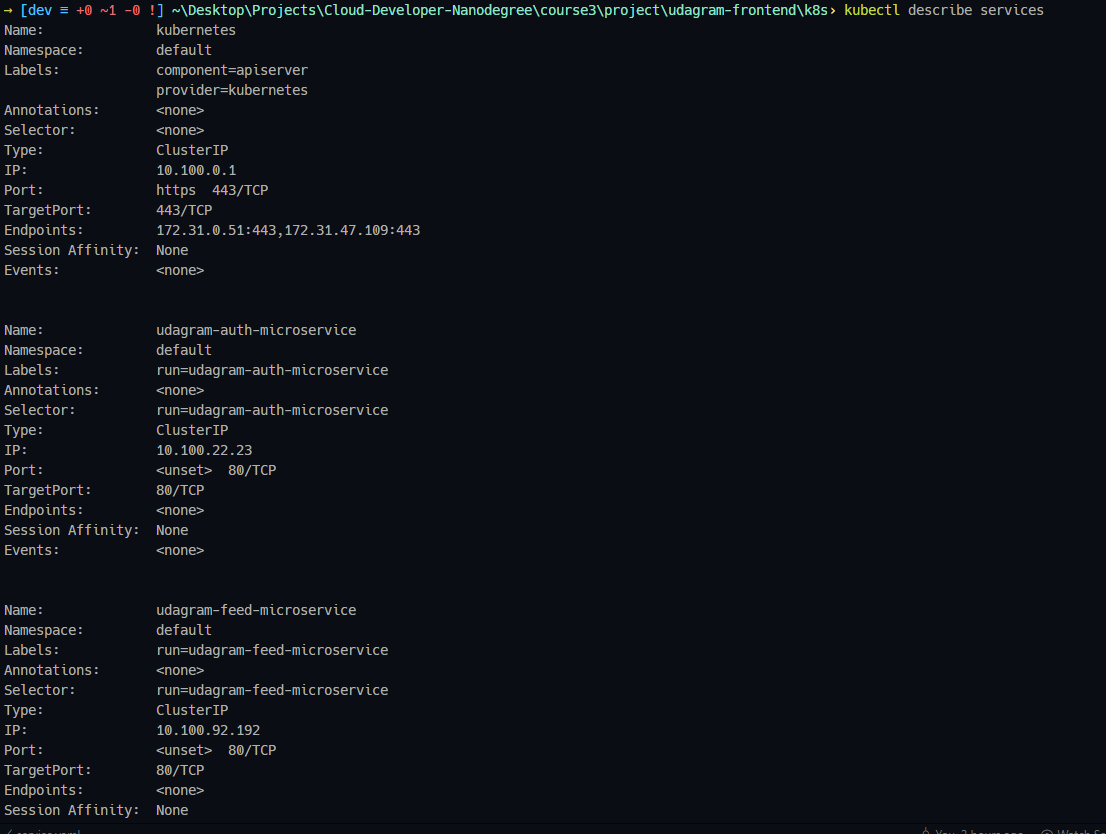 → [dev ≡ +0 ~1 -0 !] ~\Desktop\Projects\Cloud-Developer-Nanodegree\course3\project\udagram-frontend\k8s› kubectl describe services
Name:              kubernetes
Namespace:         default
Labels:            component=apiserver
                   provider=kubernetes
Annotations:       <none>
Selector:          <none>
Type:              ClusterIP
IP:                10.100.0.1
Port:              https  443/TCP
TargetPort:        443/TCP
Endpoints:         172.31.0.51:443,172.31.47.109:443
Session Affinity:  None
Events:            <none>
Name:              udagram-auth-microservice
Namespace:         default
Labels:            run=udagram-auth-microservice
Annotations:       <none>
Selector:          run=udagram-auth-microservice
Type:              ClusterIP
IP:                10.100.22.23
Port:              <unset>  80/TCP
TargetPort:        80/TCP
Endpoints:         <none>
Session Affinity:  None
Events:            <none>
Name:              udagram-feed-microservice
Namespace:         default
Labels:            run=udagram-feed-microservice
Annotations:       <none>
Selector:          run=udagram-feed-microservice
Type:              ClusterIP
IP:                10.100.92.192
Port:              <unset>  80/TCP
TargetPort:        80/TCP
Endpoints:         <none>
Session Affinity:  None